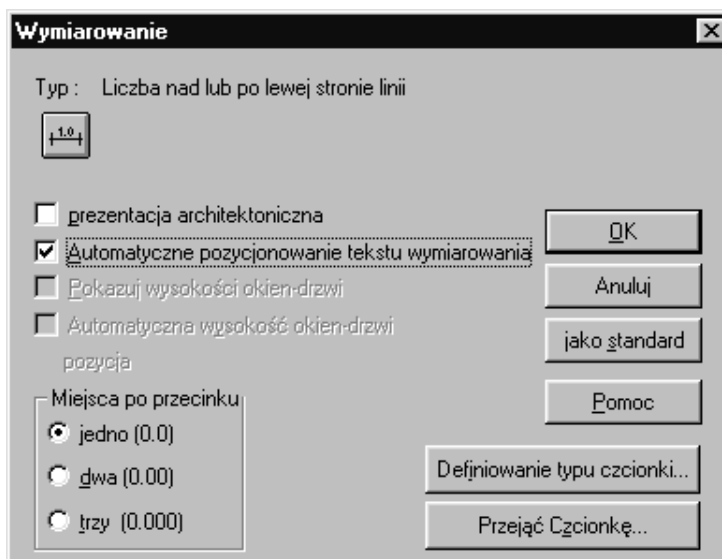 Wymiarowanie
Typ : Liczba nad lub po lewej stronie linii
1.0
prezentacja architektoniczna
Automatyczne pozycjonowanie tekstu wymiarowania
Pokazuj wysokości okien-drzwi
Automatyczna wysokość okien-drzwi
pozycja
OK
Anuluj
jako standard
Pomoc
Miejsca po przecinku
jedno (0.0)
dwa (0.00)
trzy (0.000)
Definiowanie typu czcionki...
Przejąć Czcionkę...